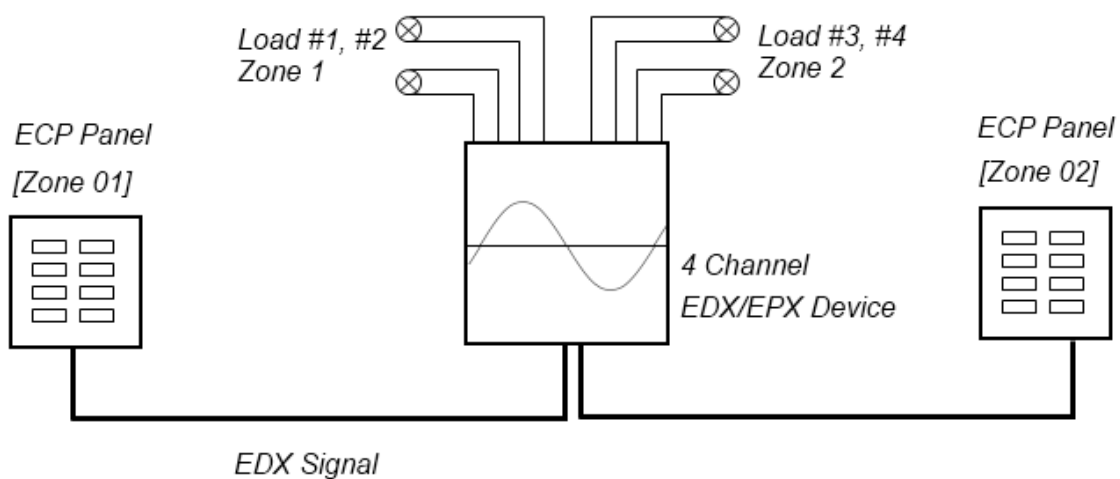 Load #1, #2
Zone 1
Load #3, #4
Zone 2
ECP Panel
[Zone 01]
ECP Panel
[Zone 02]
4 Channel
EDX/EPX Device
EDX Signal